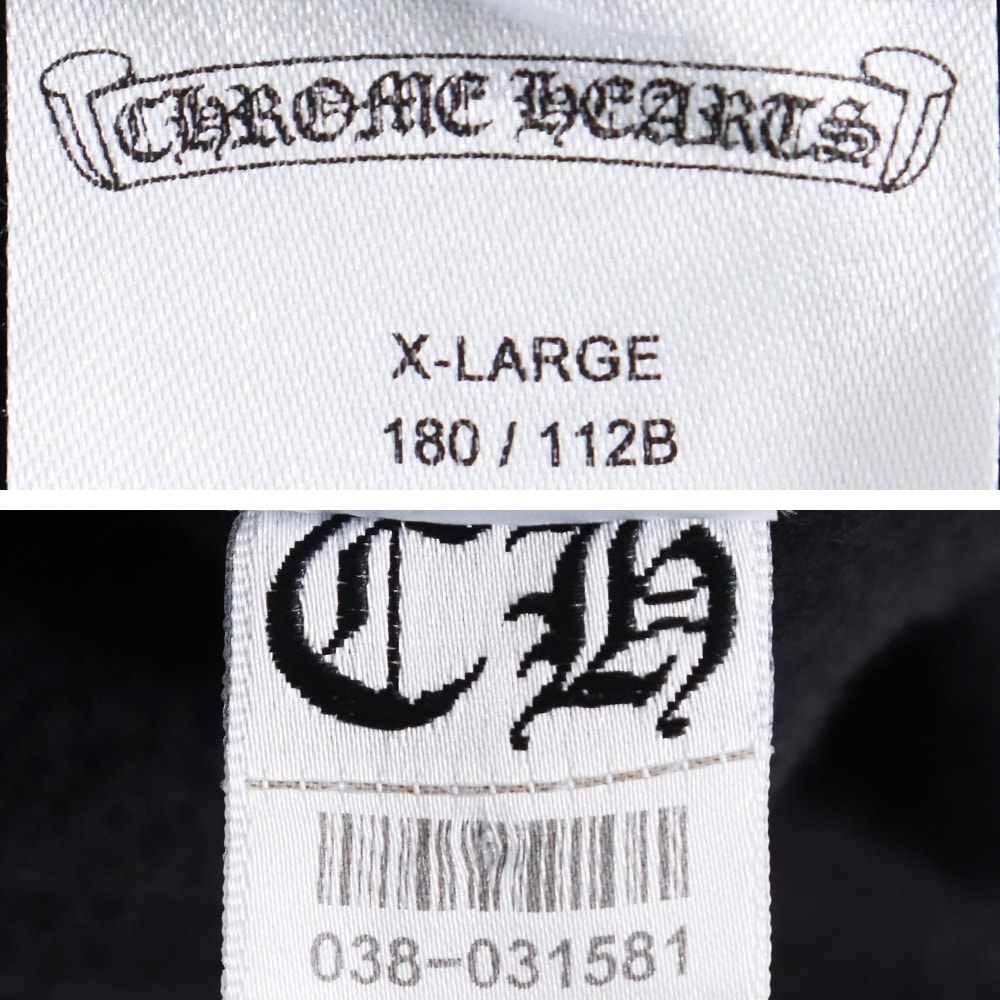 CHROME HEARTS
X-LARGE
180 / 112B
CH
038-031581